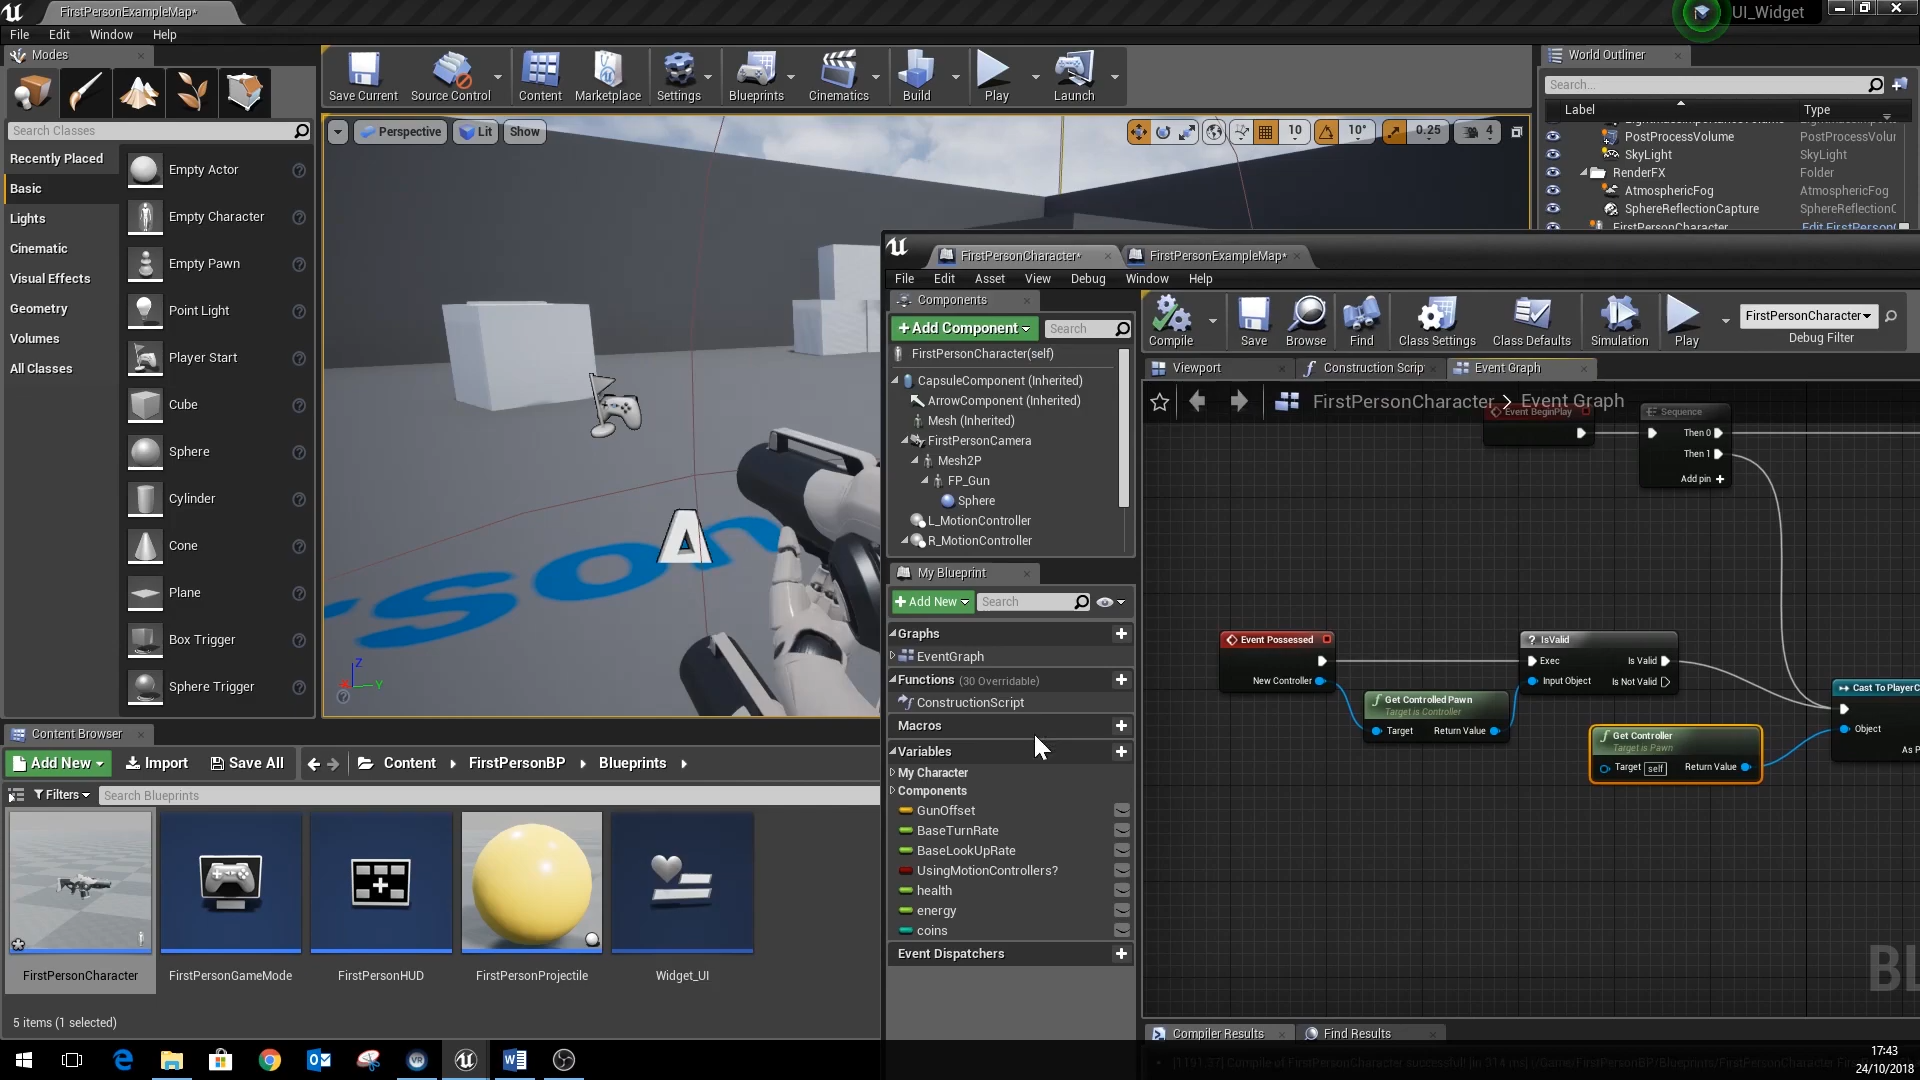 FirstPersonExampleMap*
UI_Widget
File Edit Window Help
Modes
Search Classes
Recently Placed
Basic
Lights
Cinematic
Visual Effects
Geometry
Volumes
All Classes
Empty Actor
Empty Character
Empty Pawn
Point Light
Player Start
Cube
Sphere
Cylinder
Cone
Plane
Box Trigger
Sphere Trigger
Save Current
Source Control
Content
Marketplace
Settings
Blueprints
Cinematics
Build
Play
Launch
Perspective
Lit
Show
10
10°
0.25
4
Z
Y
World Outliner
Search...
Label
Type
PostProcessVolume PostProcessVolur
SkyLight SkyLight
RenderFX Folder
AtmosphericFog AtmosphericFog
SphereReflectionCapture SphereReflectionC
FirstPersonCharacter Edit FirstPerson
FirstPersonCharacter*
FirstPersonExampleMap*
File Edit Asset View Debug Window Help
Components
+Add Component
Search
FirstPersonCharacter(self)
CapsuleComponent (Inherited)
ArrowComponent (Inherited)
Mesh (Inherited)
FirstPersonCamera
Mesh2P
FP_Gun
Sphere
L_MotionController
R_MotionController
My Blueprint
+Add New
Search
Graphs
EventGraph
Functions (30 Overridable)
ConstructionScript
Macros
Variables
My Character
Components
GunOffset
BaseTurnRate
BaseLookUpRate
UsingMotionControllers?
health
energy
coins
Event Dispatchers
Compile
Save
Browse
Find
Class Settings
Class Defaults
Simulation
Play
FirstPersonCharacter
Debug Filter
Viewport
Construction Scrip
Event Graph
FirstPersonCharacter > Event Graph
Event BeginPlay
Sequence
Then 0
Then 1
Add pin +
Event Possessed
New Controller
Get Controlled Pawn
Target is Controller
Target Return Value
? IsValid
Exec Is Valid
Input Object Is Not Valid
Get Controller
Target is Pawn
Target self Return Value
Cast To PlayerC
Object
As P
BL
Compiler Results
Find Results
Content Browser
Add New
Import
Save All
Content
FirstPersonBP
Blueprints
Filters
Search Blueprints
FirstPersonCharacter
FirstPersonGameMode
FirstPersonHUD
FirstPersonProjectile
Widget_UI
5 items (1 selected)
17:43
24/10/2018